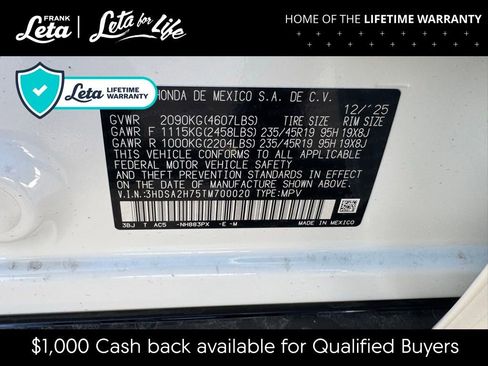 FRANK
Leta
Leta for Life
HOME OF THE LIFETIME WARRANTY
Leta LIFETIME WARRANTY
HONDA DE MEXICO S.A. DE C.V.
12/'25
GVWR 2090KG(4607LBS) TIRE SIZE RIM SIZE
GAWR F 1115KG(2458LBS) 235/45R19 95H 19X8J
GAWR R 1000KG(2204LBS) 235/45R19 95H 19X8J
THIS VEHICLE CONFORMS TO ALL APPLICABLE
FEDERAL MOTOR VEHICLE SAFETY
AND THEFT PREVENTION STANDARDS IN EFFECT
ON THE DATE OF MANUFACTURE SHOWN ABOVE.
V.I.N.:3HDSA2H75TM700020 TYPE:MPV
3BJ T AC5 -NH883PX -E -M
MADE IN MEXICO
$1,000 Cash back available for Qualified Buyers